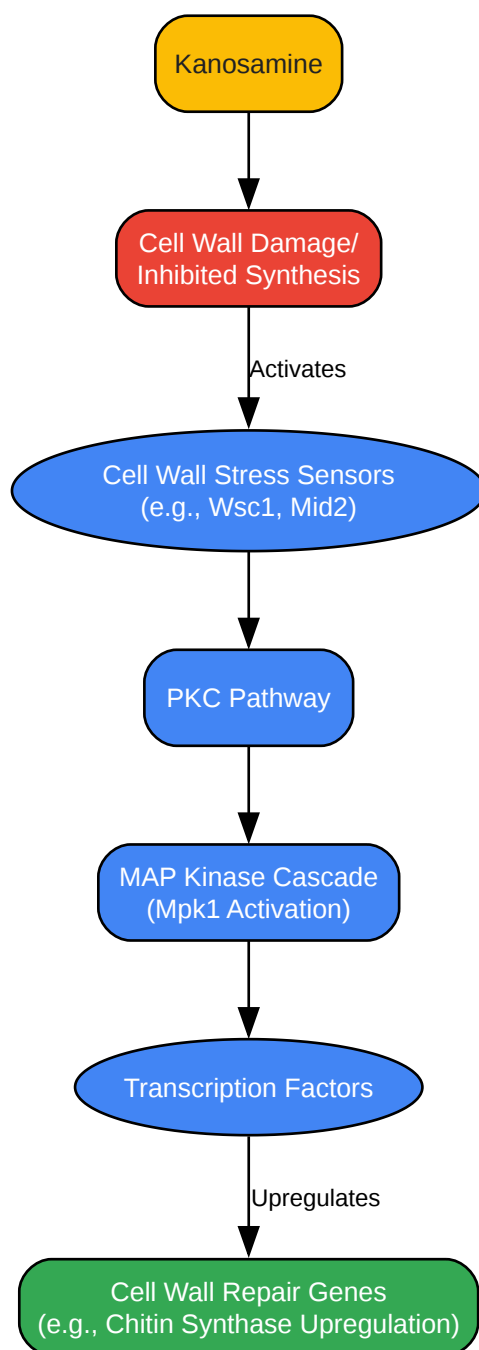 Kanosamine
Cell Wall Damage/
Inhibited Synthesis
Activates
Cell Wall Stress Sensors
(e.g., Wsc1, Mid2)
PKC Pathway
MAP Kinase Cascade
(Mpk1 Activation)
Transcription Factors
Upregulates
Cell Wall Repair Genes
(e.g., Chitin Synthase Upregulation)